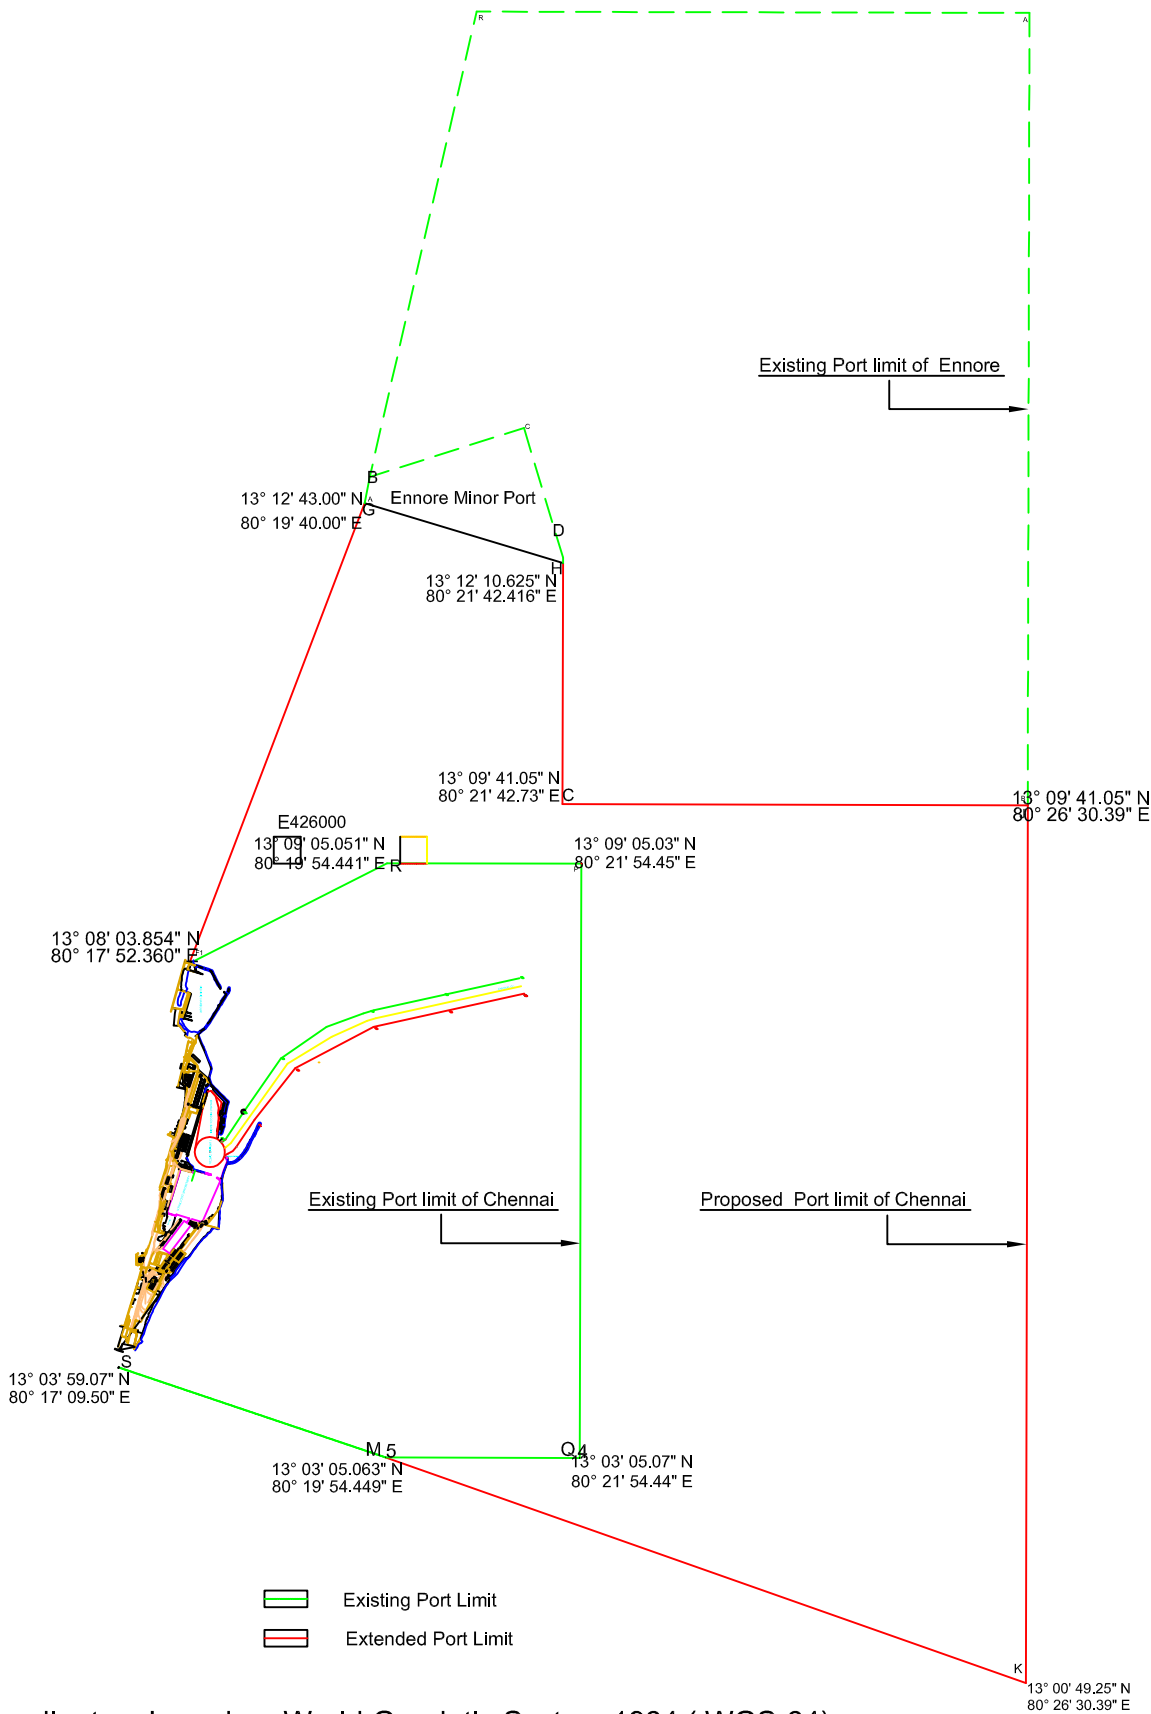 R
A
Existing Port limit of Ennore
C
B
A
13° 12' 43.00" N
G
Ennore Minor Port
80° 19' 40.00" E
D
H
13° 12' 10.625" N
80° 21' 42.416" E
13° 09' 41.05" N
80° 21' 42.73" E
C
13° 09' 41.05" N
80° 26' 30.39" E
E426000
13° 09' 05.051" N
80° 19' 54.441" E
R
13° 09' 05.03" N
80° 21' 54.45" E
13° 08' 03.854" N
80° 17' 52.360" E
Existing Port limit of Chennai
Proposed Port limit of Chennai
S
13° 03' 59.07" N
80° 17' 09.50" E
M 5
Q4
13° 03' 05.063" N
80° 19' 54.449" E
13° 03' 05.07" N
80° 21' 54.44" E
Existing Port Limit
Extended Port Limit
K
13° 00' 49.25" N
80° 26' 30.39" E